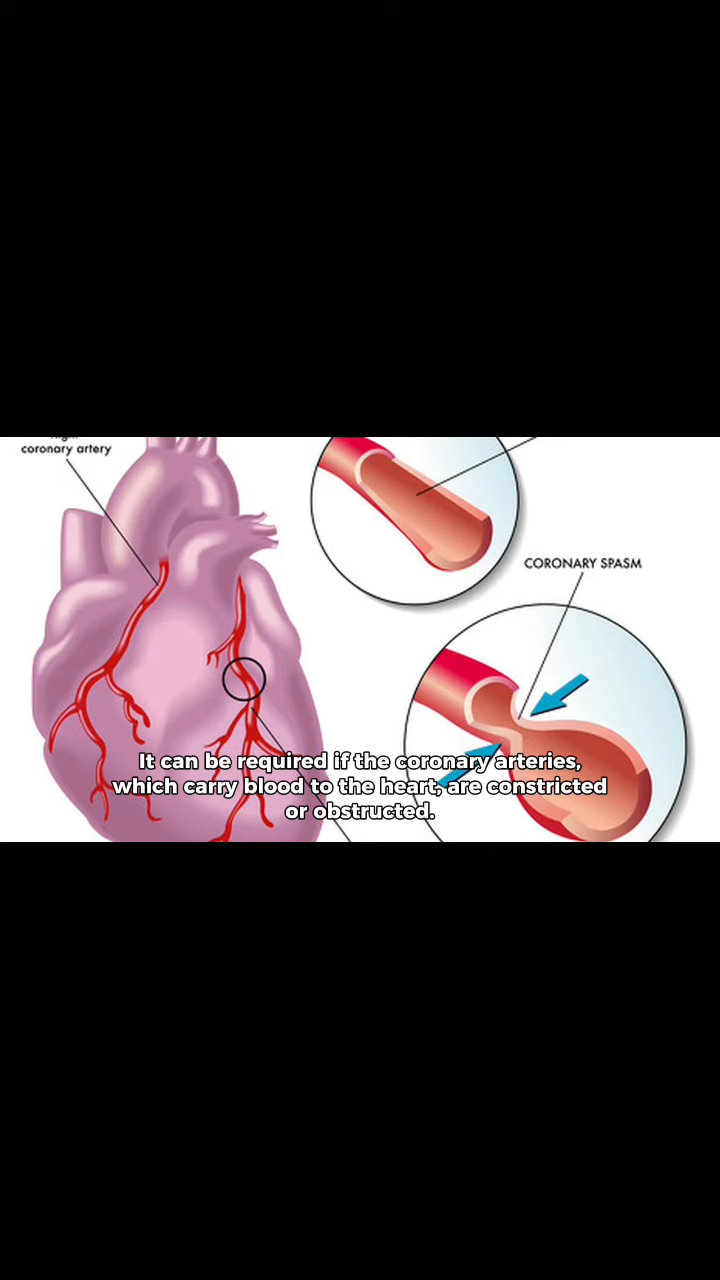 coronary artery
CORONARY SPASM
It can be required if the coronary arteries,
which carry blood to the heart, are constricted
or obstructed.